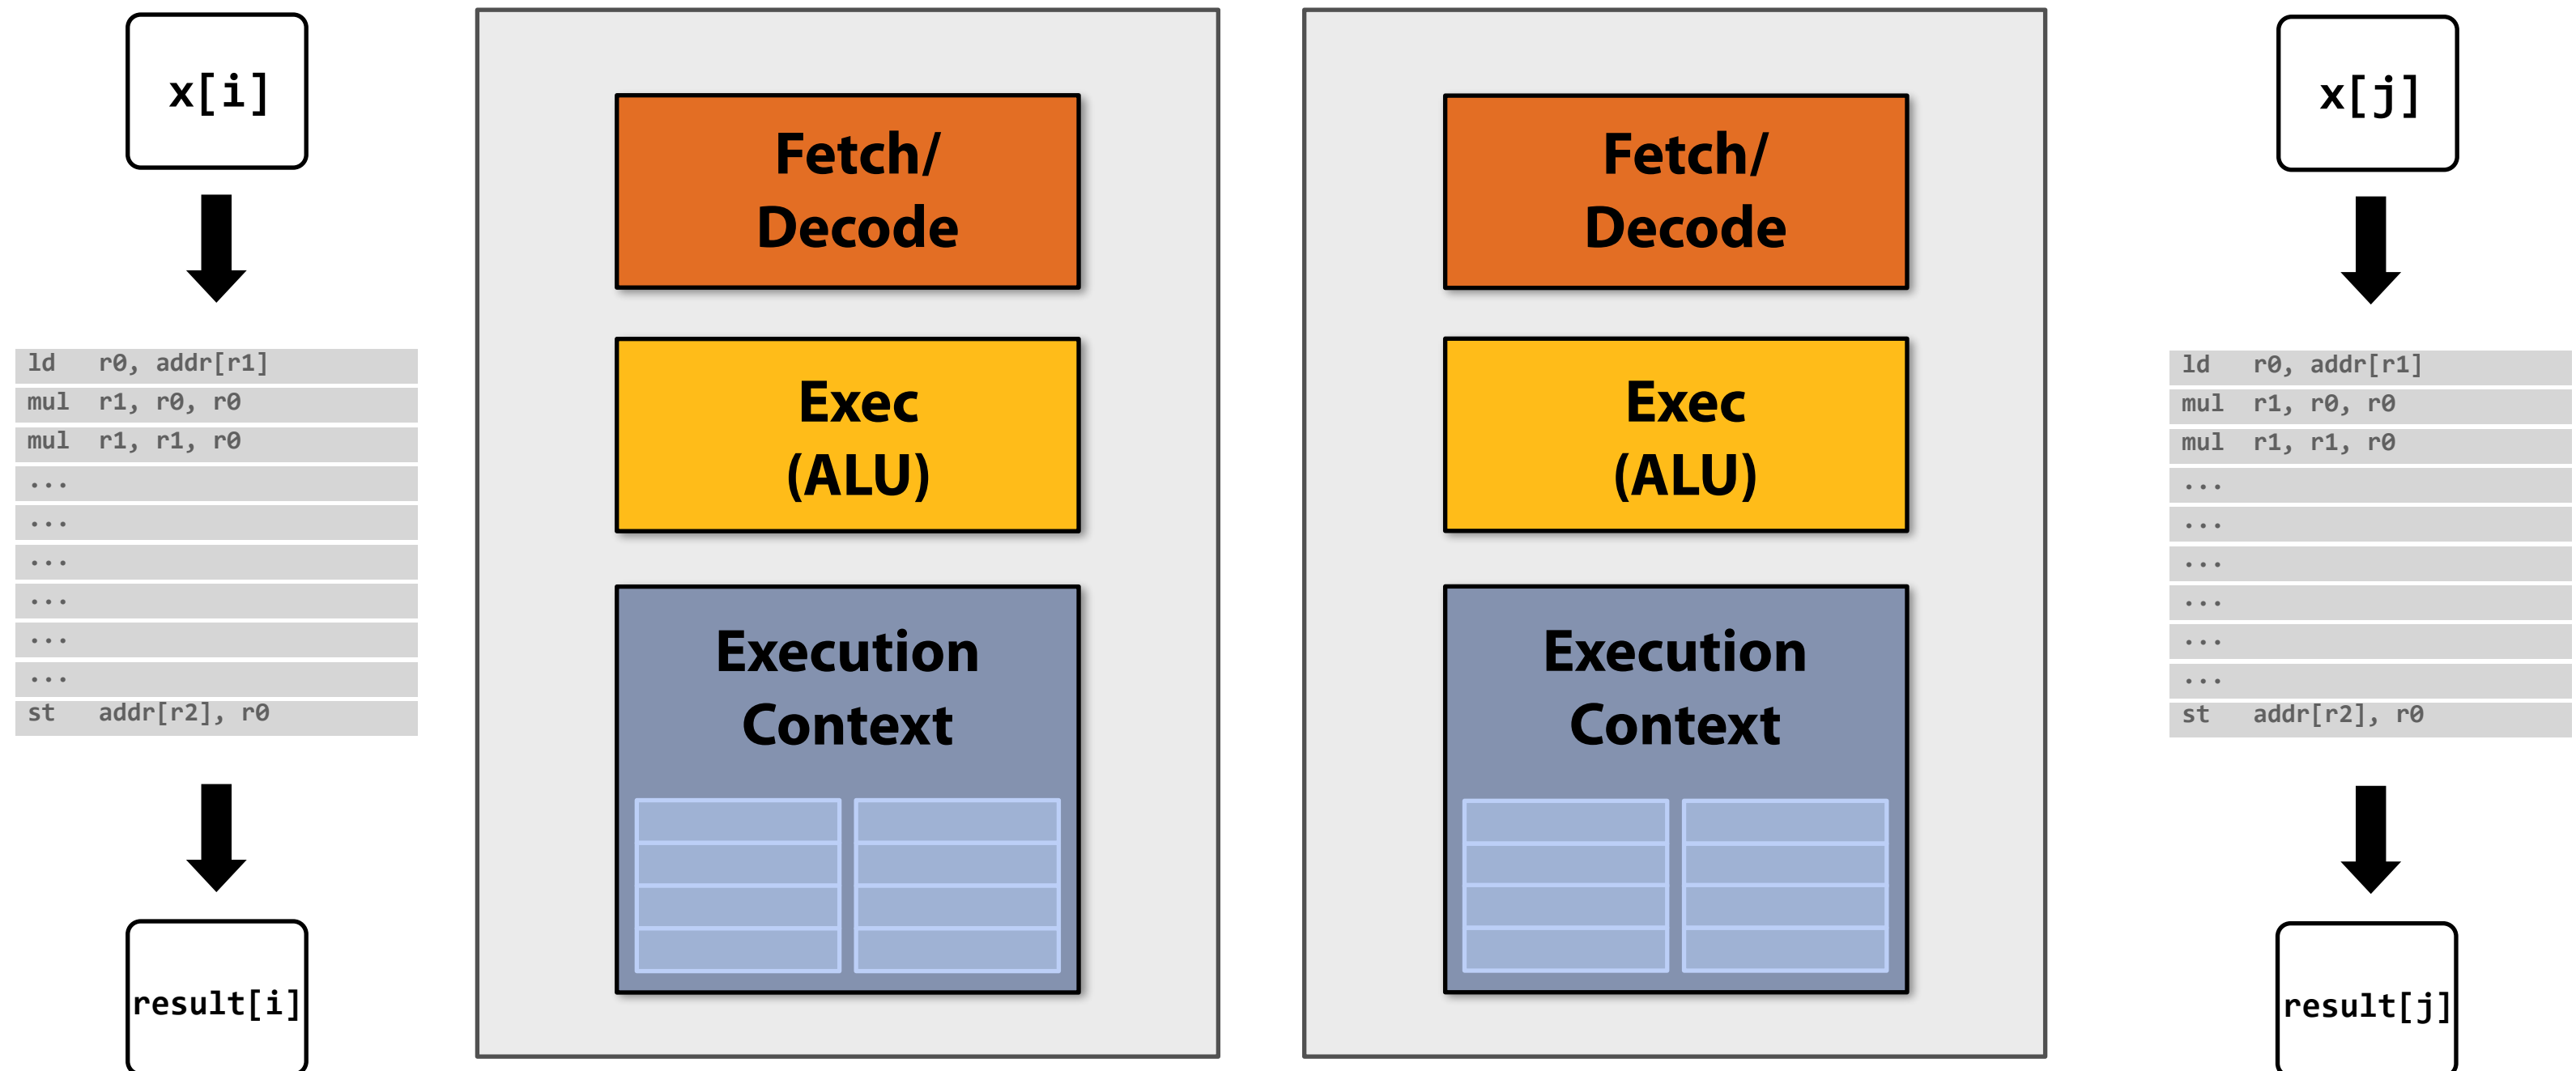 x[i]
ld r0, addr[r1]
mul r1, r0, r0
mul r1, r1, r0
...
...
...
...
...
...
st addr[r2], r0
result[i]
Fetch/
Decode
Exec
(ALU)
Execution
Context
Fetch/
Decode
Exec
(ALU)
Execution
Context
x[j]
ld r0, addr[r1]
mul r1, r0, r0
mul r1, r1, r0
...
...
...
...
...
...
st addr[r2], r0
result[j]